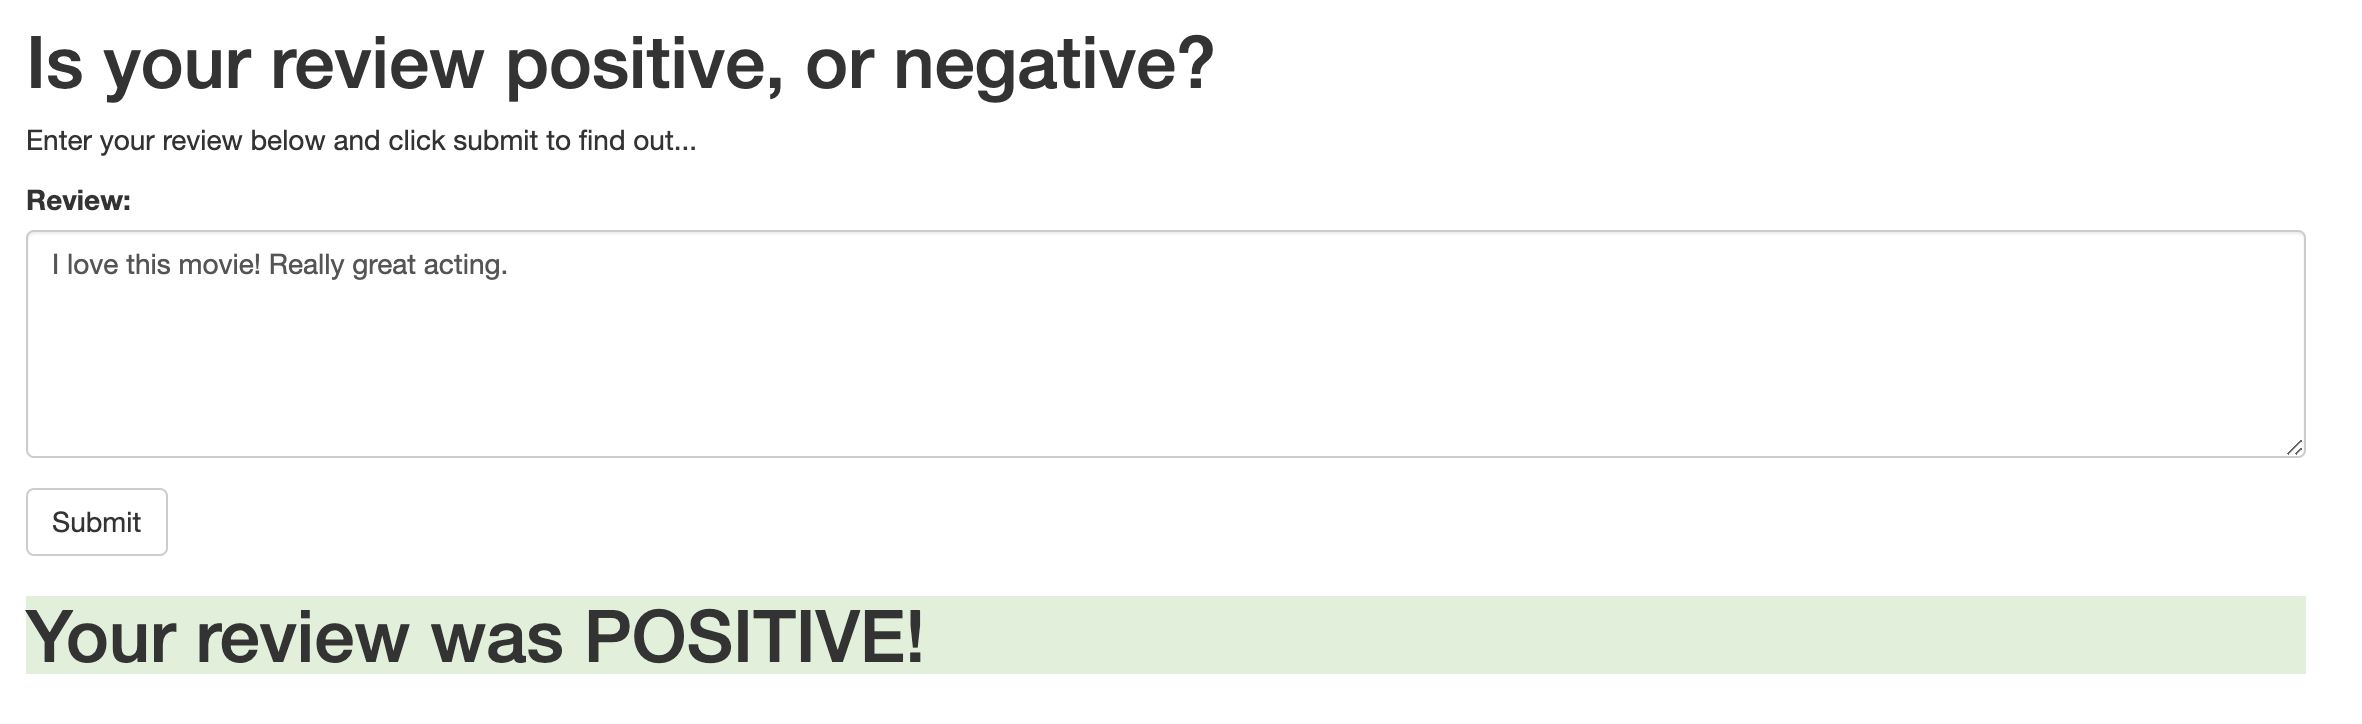 Is your review positive, or negative?
Enter your review below and click submit to find out...
Review:
I love this movie! Really great acting.
Submit
Your review was POSITIVE!